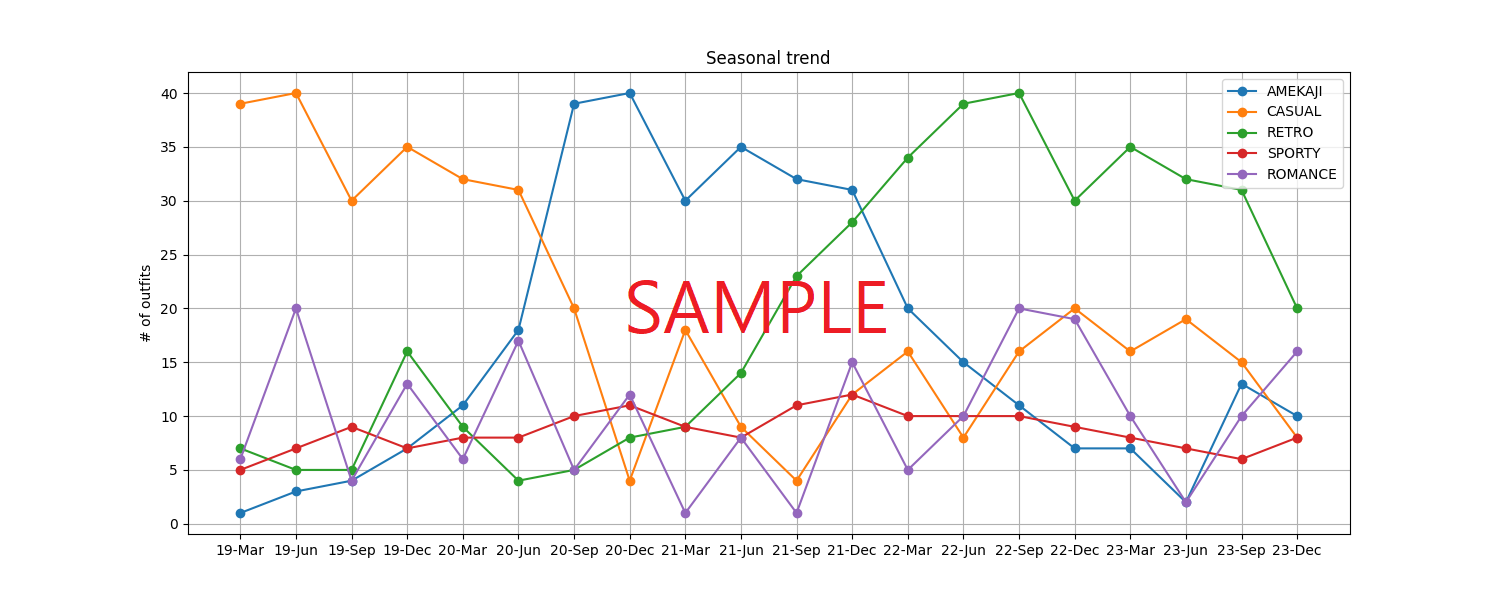 Seasonal trend
# of outfits
40
35
30
25
20
15
10
5
0
AMEKAJI
CASUAL
RETRO
SPORTY
ROMANCE
SAMPLE
19-Mar 19-Jun 19-Sep 19-Dec 20-Mar 20-Jun 20-Sep 20-Dec 21-Mar 21-Jun 21-Sep 21-Dec 22-Mar 22-Jun 22-Sep 22-Dec 23-Mar 23-Jun 23-Sep 23-Dec